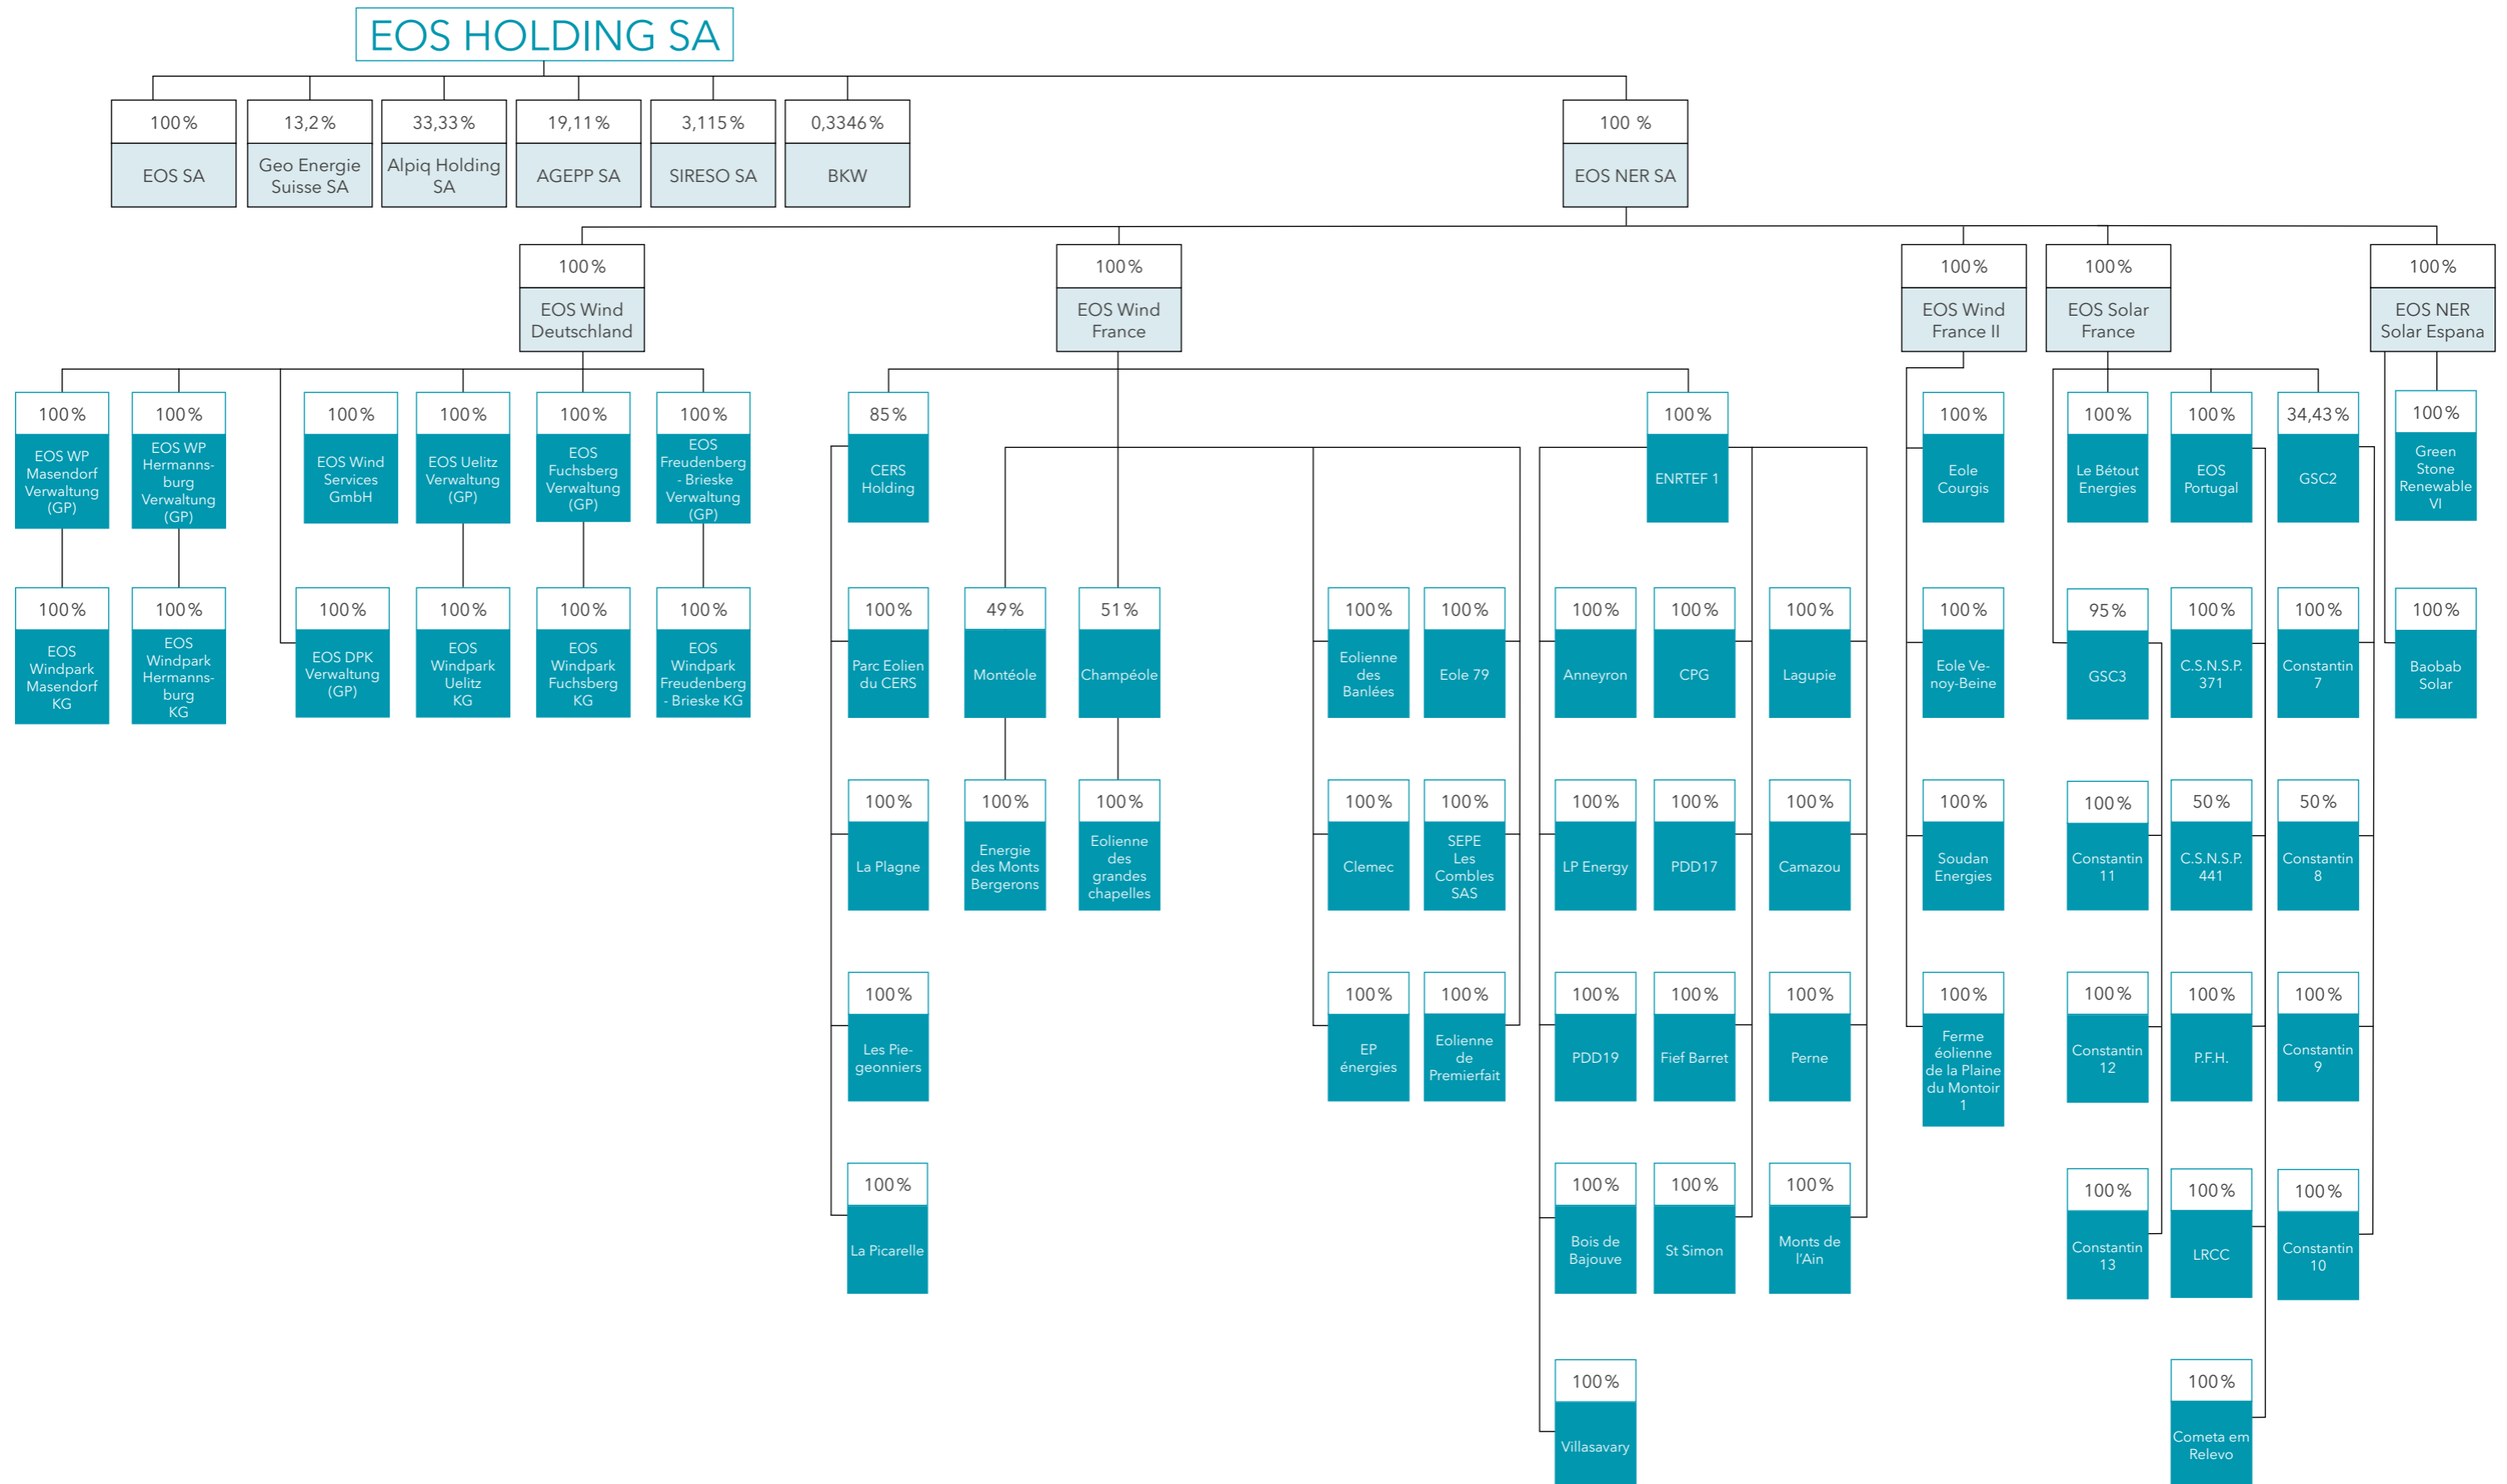 EOS HOLDING SA
100 %
EOS SA
13,2 %
Geo Energie
Suisse SA
33,33 %
Alpiq Holding
SA
19,11 %
AGEPP SA
3,115 %
SIRESO SA
0,3346 %
BKW
100 %
EOS NER SA
100 %
EOS Wind
Deutschland
100 %
EOS Wind
France
100 %
EOS Wind
France II
100 %
EOS Solar
France
100 %
EOS NER
Solar Espana
100 %
EOS WP
Masendorf
Verwaltung
(GP)
100 %
EOS WP
Hermanns-
burg
Verwaltung
(GP)
100 %
EOS Wind
Services
GmbH
100 %
EOS Uelitz
Verwaltung
(GP)
100 %
EOS
Fuchsberg
Verwaltung
(GP)
100 %
EOS
Freudenberg
- Brieske
Verwaltung
(GP)
85 %
CERS
Holding
100 %
ENRTEF 1
100 %
Eole
Courgis
100 %
Le Bétout
Energies
100 %
EOS
Portugal
34,43 %
GSC2
100 %
Green
Stone
Renewable
VI
100 %
EOS
Windpark
Masendorf
KG
100 %
EOS
Windpark
Hermanns-
burg
KG
100 %
EOS DPK
Verwaltung
(GP)
100 %
EOS
Windpark
Uelitz
KG
100 %
EOS
Windpark
Fuchsberg
KG
100 %
EOS
Windpark
Freudenberg
- Brieske KG
100 %
Parc Eolien
du CERS
49 %
Montéole
51 %
Champéole
100 %
Eolienne
des
Banlées
100 %
Eole 79
100 %
Anneyron
100 %
CPG
100 %
Lagupie
100 %
Eole Ve-
noy-Beine
95 %
GSC3
100 %
C.S.N.S.P.
371
100 %
Constantin
7
100 %
Baobab
Solar
100 %
La Plagne
100 %
Energie
des Monts
Bergerons
100 %
Eolienne
des
grandes
chapelles
100 %
Clemec
100 %
SEPE
Les
Combles
SAS
100 %
LP Energy
100 %
PDD17
100 %
Camazou
100 %
Soudan
Energies
100 %
Constantin
11
50 %
C.S.N.S.P.
441
50 %
Constantin
8
100 %
Les Pie-
geonniers
100 %
EP
énergies
100 %
Eolienne
de
Premierfait
100 %
PDD19
100 %
Fief Barret
100 %
Perne
100 %
Ferme
éolienne
de la Plaine
du Montoir
1
100 %
Constantin
12
100 %
P.F.H.
100 %
Constantin
9
100 %
La Picarelle
100 %
Bois de
Bajouve
100 %
St Simon
100 %
Monts de
l'Ain
100 %
Constantin
13
100 %
LRCC
100 %
Constantin
10
100 %
Villasavary
100 %
Cometa em
Relevo